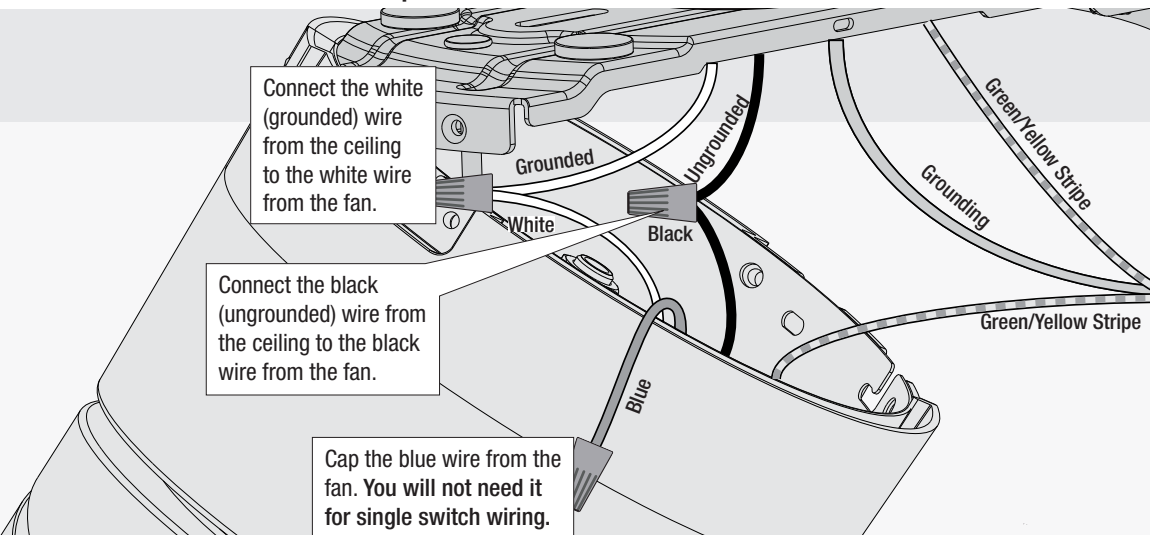 Connect the white
(grounded) wire
from the ceiling
to the white wire
from the fan.
Grounded
Ungrounded
Green/Yellow Stripe
Grounding
White
Black
Connect the black
(ungrounded) wire from
the ceiling to the black
wire from the fan.
Green/Yellow Stripe
Blue
Cap the blue wire from the
fan. You will not need it
for single switch wiring.